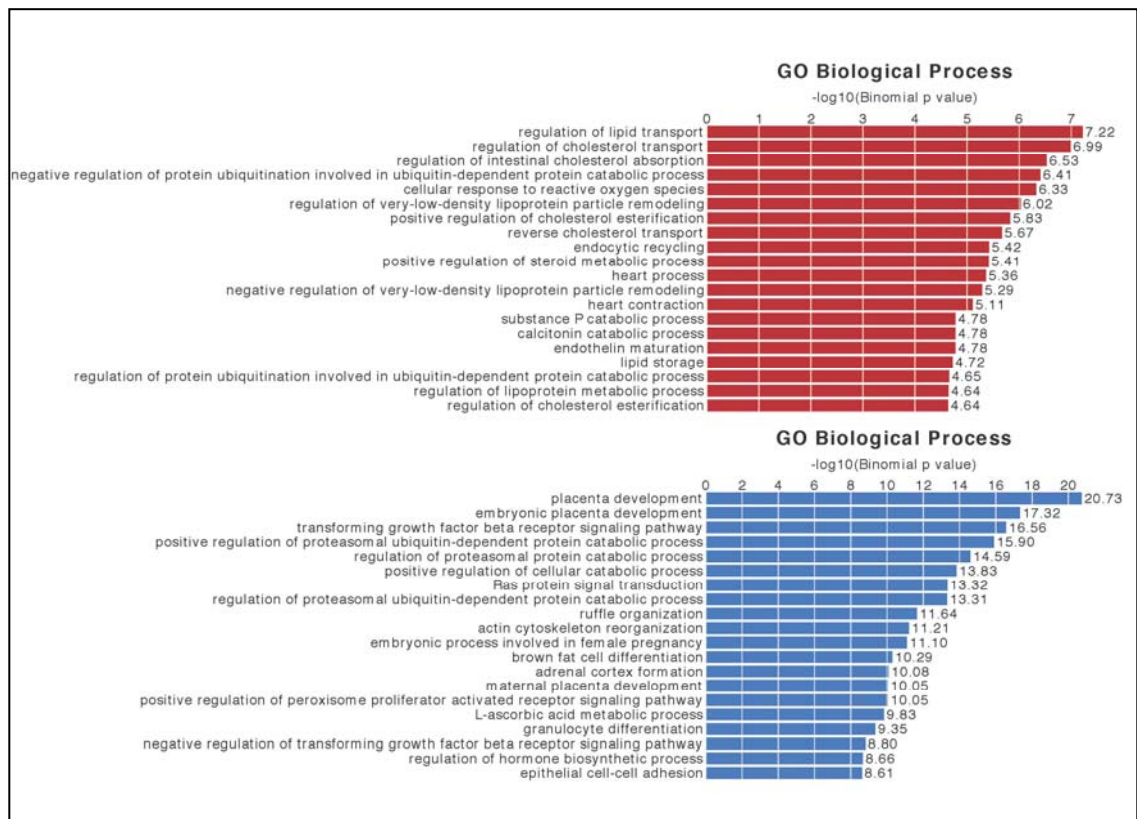 GO Biological Process
-log10(Binomial p value)
0 1 2 3 4 5 6 7
regulation of lipid transport 7.22
regulation of cholesterol transport 6.99
regulation of intestinal cholesterol absorption 6.53
negative regulation of protein ubiquitination involved in ubiquitin-dependent protein catabolic process 6.41
cellular response to reactive oxygen species 6.33
regulation of very-low-density lipoprotein particle remodeling 6.02
positive regulation of cholesterol esterification 5.83
reverse cholesterol transport 5.67
endocytic recycling 5.42
positive regulation of steroid metabolic process 5.41
heart process 5.36
negative regulation of very-low-density lipoprotein particle remodeling 5.29
heart contraction 5.11
substance P catabolic process 4.78
calcitonin catabolic process 4.78
endothelin maturation 4.78
lipid storage 4.72
regulation of protein ubiquitination involved in ubiquitin-dependent protein catabolic process 4.65
regulation of lipoprotein metabolic process 4.64
regulation of cholesterol esterification 4.64
GO Biological Process
-log10(Binomial p value)
0 2 4 6 8 10 12 14 16 18 20
placenta development 20.73
embryonic placenta development 17.32
transforming growth factor beta receptor signaling pathway 16.56
positive regulation of proteasomal ubiquitin-dependent protein catabolic process 15.90
regulation of proteasomal protein catabolic process 14.59
positive regulation of cellular catabolic process 13.83
Ras protein signal transduction 13.32
regulation of proteasomal ubiquitin-dependent protein catabolic process 13.31
ruffle organization 11.64
actin cytoskeleton reorganization 11.21
embryonic process involved in female pregnancy 11.10
brown fat cell differentiation 10.29
adrenal cortex formation 10.08
maternal placenta development 10.05
positive regulation of peroxisome proliferator activated receptor signaling pathway 10.05
L-ascorbic acid metabolic process 9.83
granulocyte differentiation 9.35
negative regulation of transforming growth factor beta receptor signaling pathway 8.80
regulation of hormone biosynthetic process 8.66
epithelial cell-cell adhesion 8.61